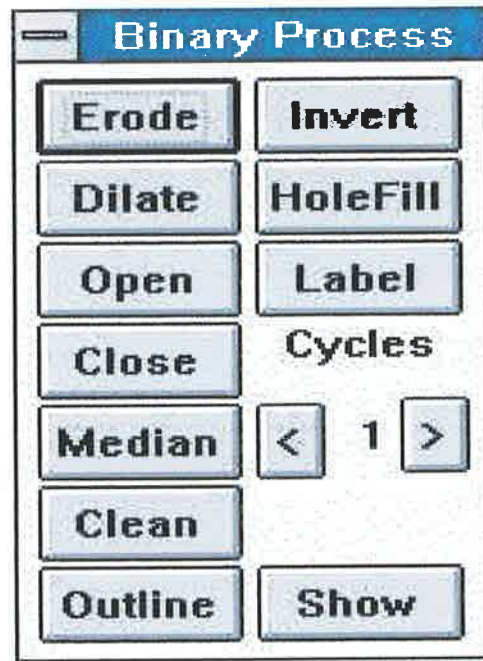 Binary Process
Erode Invert
Dilate HoleFill
Open Label
Close Cycles
Median < 1 >
Clean
Outline Show